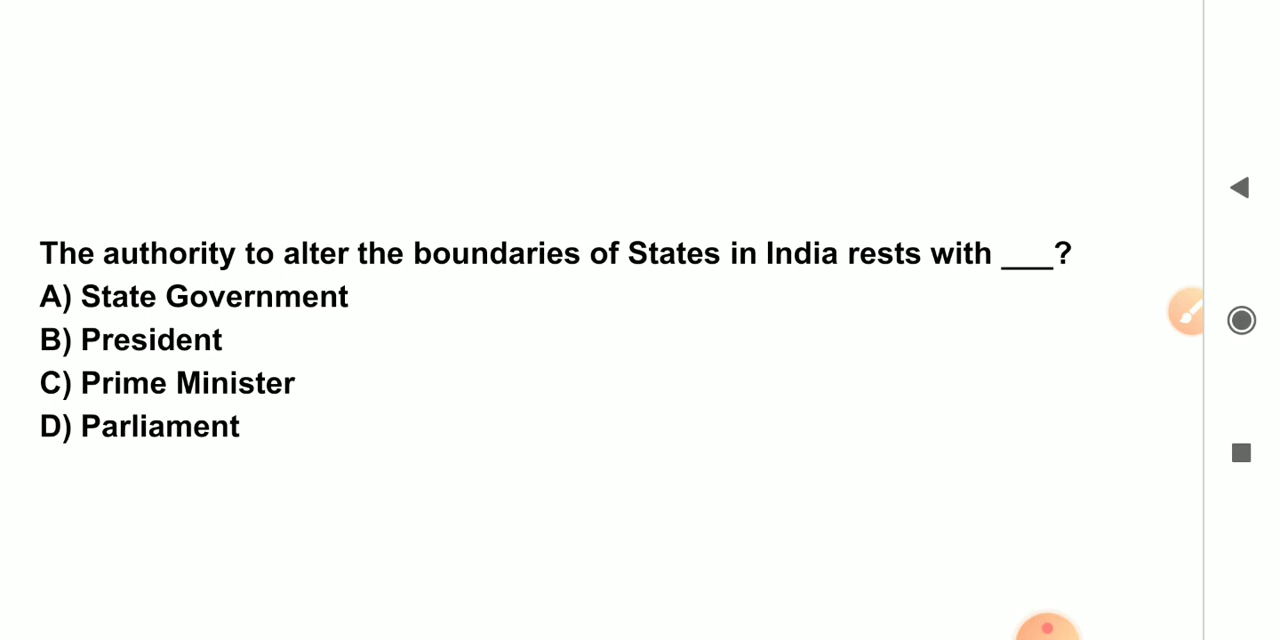 The authority to alter the boundaries of States in India rests with ___?
A) State Government
B) President
C) Prime Minister
D) Parliament